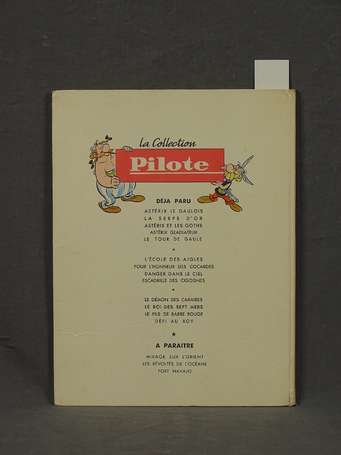 La Collection
Pilote
DÉJA PARU
ASTÉRIX LE GAULOIS
LA SERPE D'OR
ASTÉRIX ET LES GOTHS
ASTÉRIX GLADIATEUR
LE TOUR DE GAULE
*
L'ÉCOLE DES AIGLES
POUR L'HONNEUR DES COCARDES
DANGER DANS LE CIEL
ESCADRILLE DES CIGOGNES
*
LE DÉMON DES CARAÏBES
LE ROI DES SEPT MERS
LE FILS DE BARBE ROUGE
DÉFI AU ROY
★
A PARAITRE
MIRAGE SUR L'ORIENT
LES RÉVOLTÉS DE L'OCÉANE
FORT NAVAJO